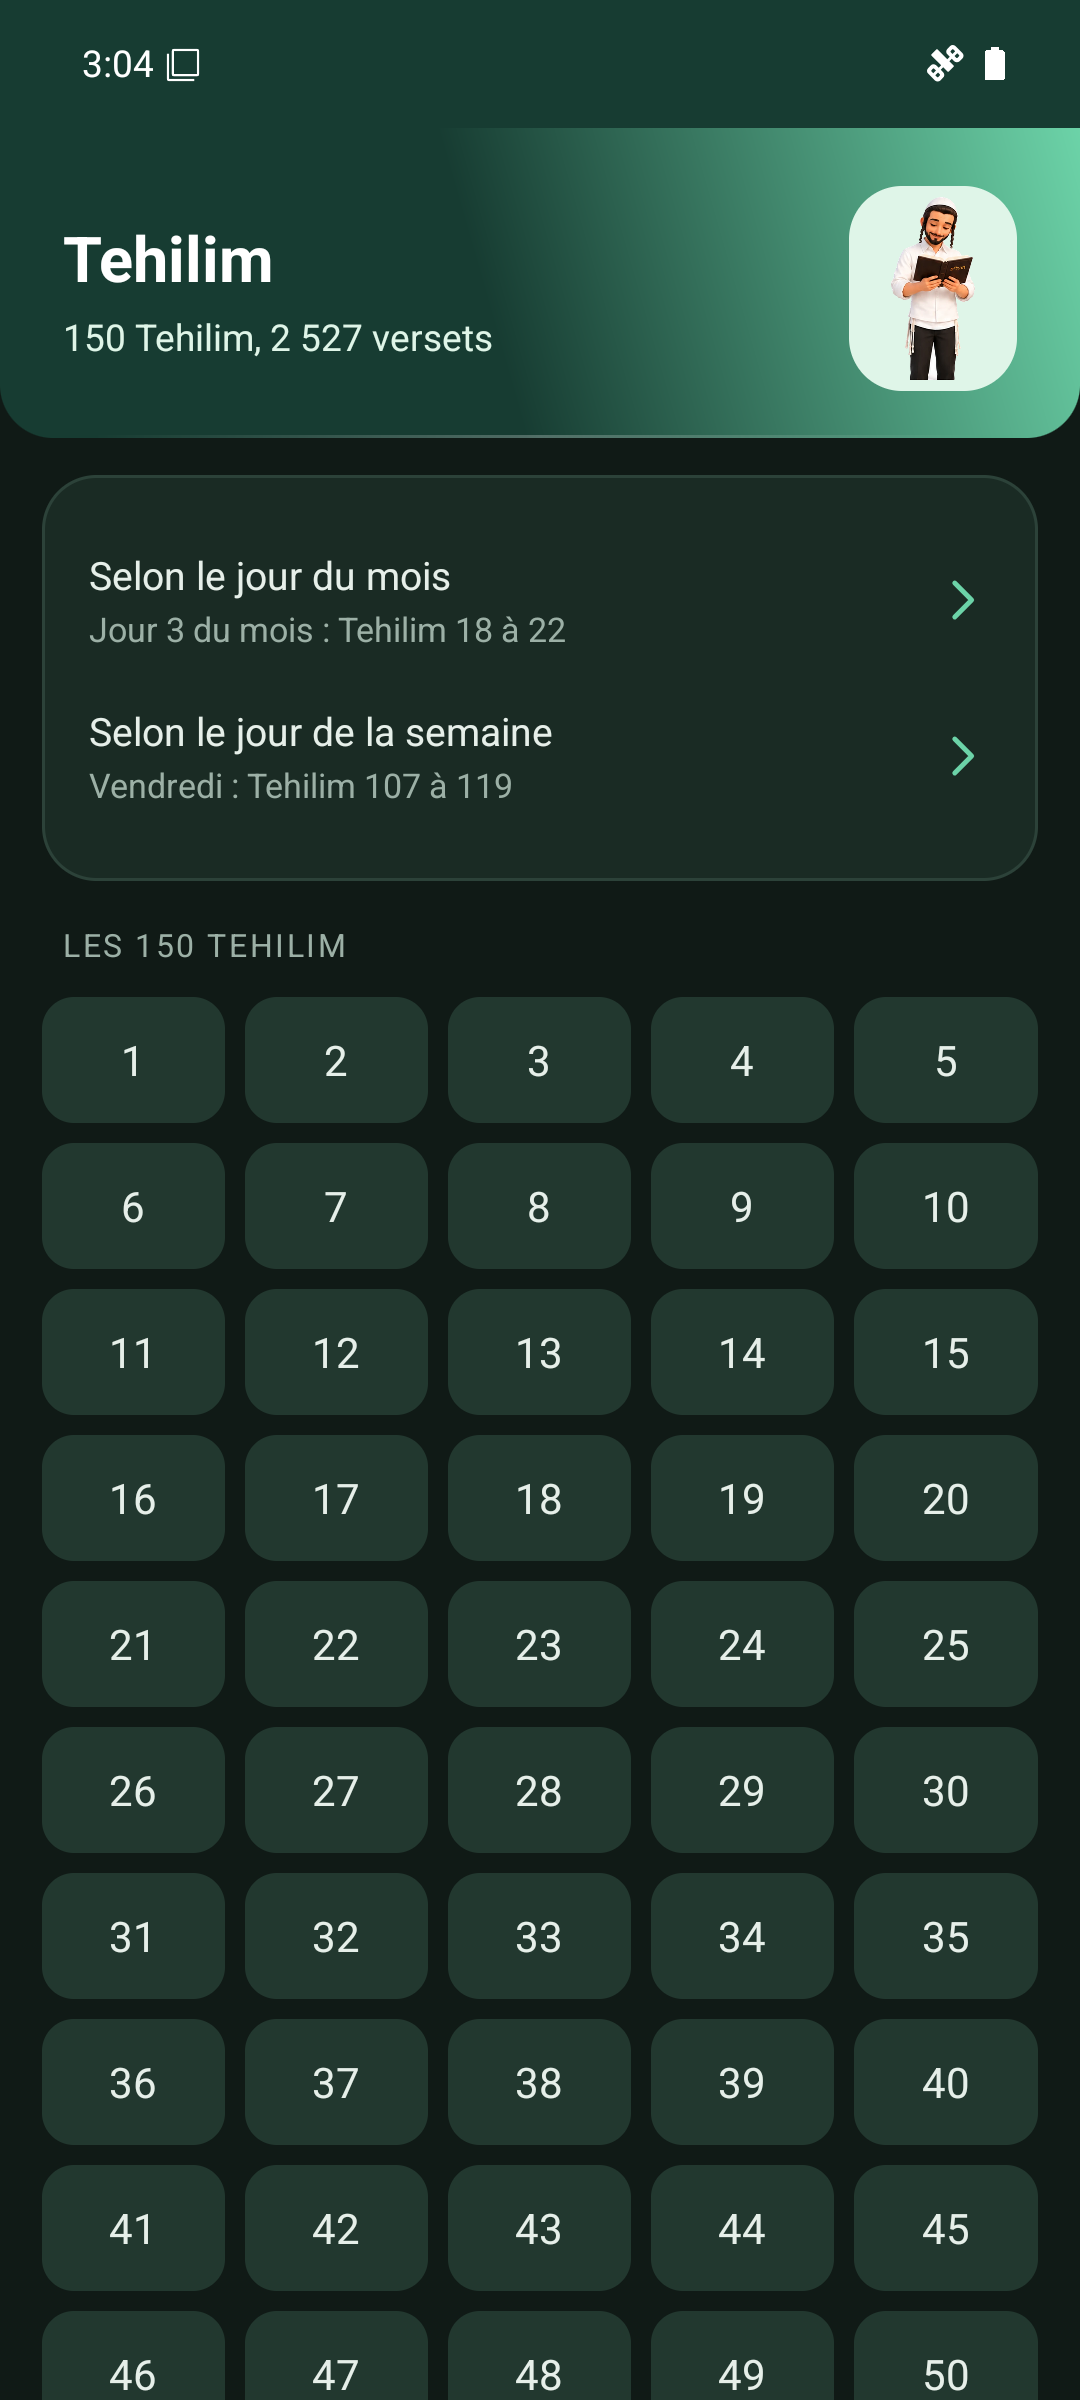 3:04
Tehilim
150 Tehilim, 2 527 versets
Selon le jour du mois
Jour 3 du mois : Tehilim 18 à 22
Selon le jour de la semaine
Vendredi : Tehilim 107 à 119
LES 150 TEHILIM
1 2 3 4 5
6 7 8 9 10
11 12 13 14 15
16 17 18 19 20
21 22 23 24 25
26 27 28 29 30
31 32 33 34 35
36 37 38 39 40
41 42 43 44 45
46 47 48 49 50